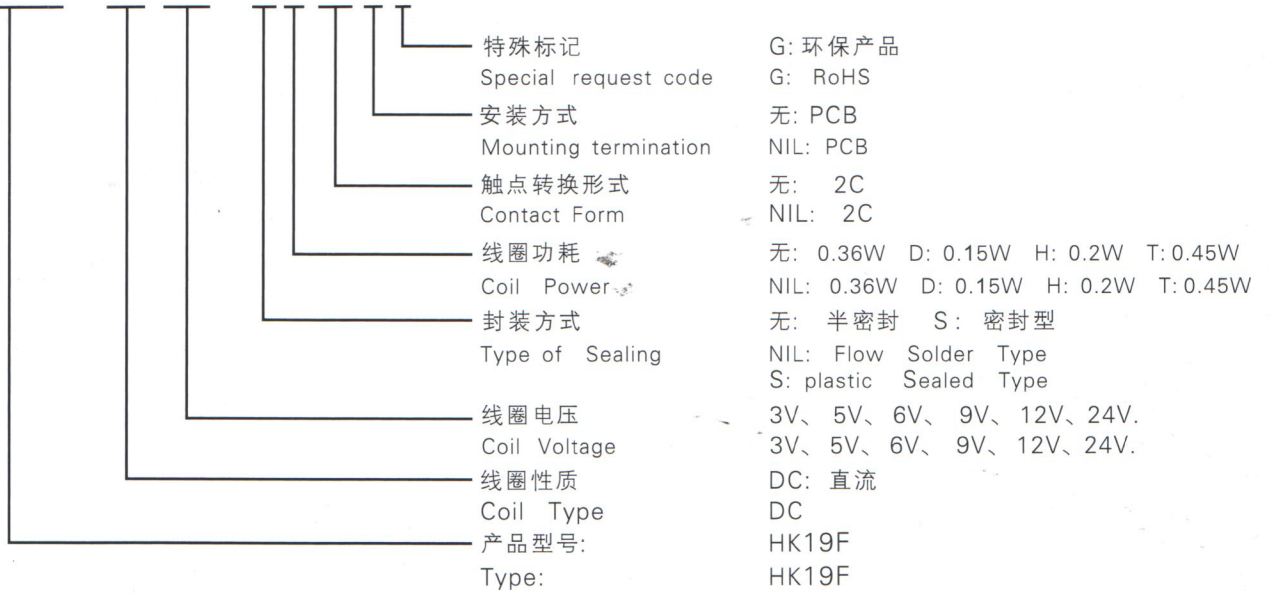 特殊标记 G: 环保产品
Special request code G: RoHS
安装方式 无: PCB
Mounting termination NIL: PCB
触点转换形式 无: 2C
Contact Form NIL: 2C
线圈功耗 无: 0.36W D: 0.15W H: 0.2W T: 0.45W
Coil Power NIL: 0.36W D: 0.15W H: 0.2W T: 0.45W
封装方式 无: 半密封 S: 密封型
Type of Sealing NIL: Flow Solder Type
S: plastic Sealed Type
线圈电压 3V、 5V、 6V、 9V、 12V、 24V.
Coil Voltage 3V、 5V、 6V、 9V、 12V、 24V.
线圈性质 DC: 直流
Coil Type DC
产品型号: HK19F
Type: HK19F